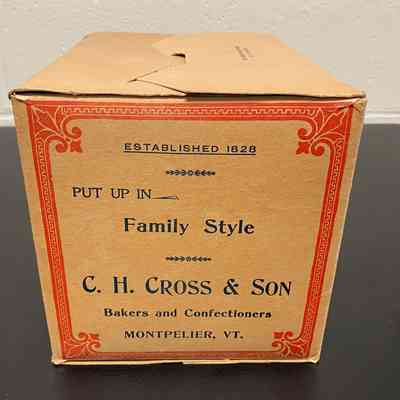 ESTABLISHED 1828
PUT UP IN
Family Style
C. H. CROSS & SON
Bakers and Confectioners
MONTPELIER, VT.